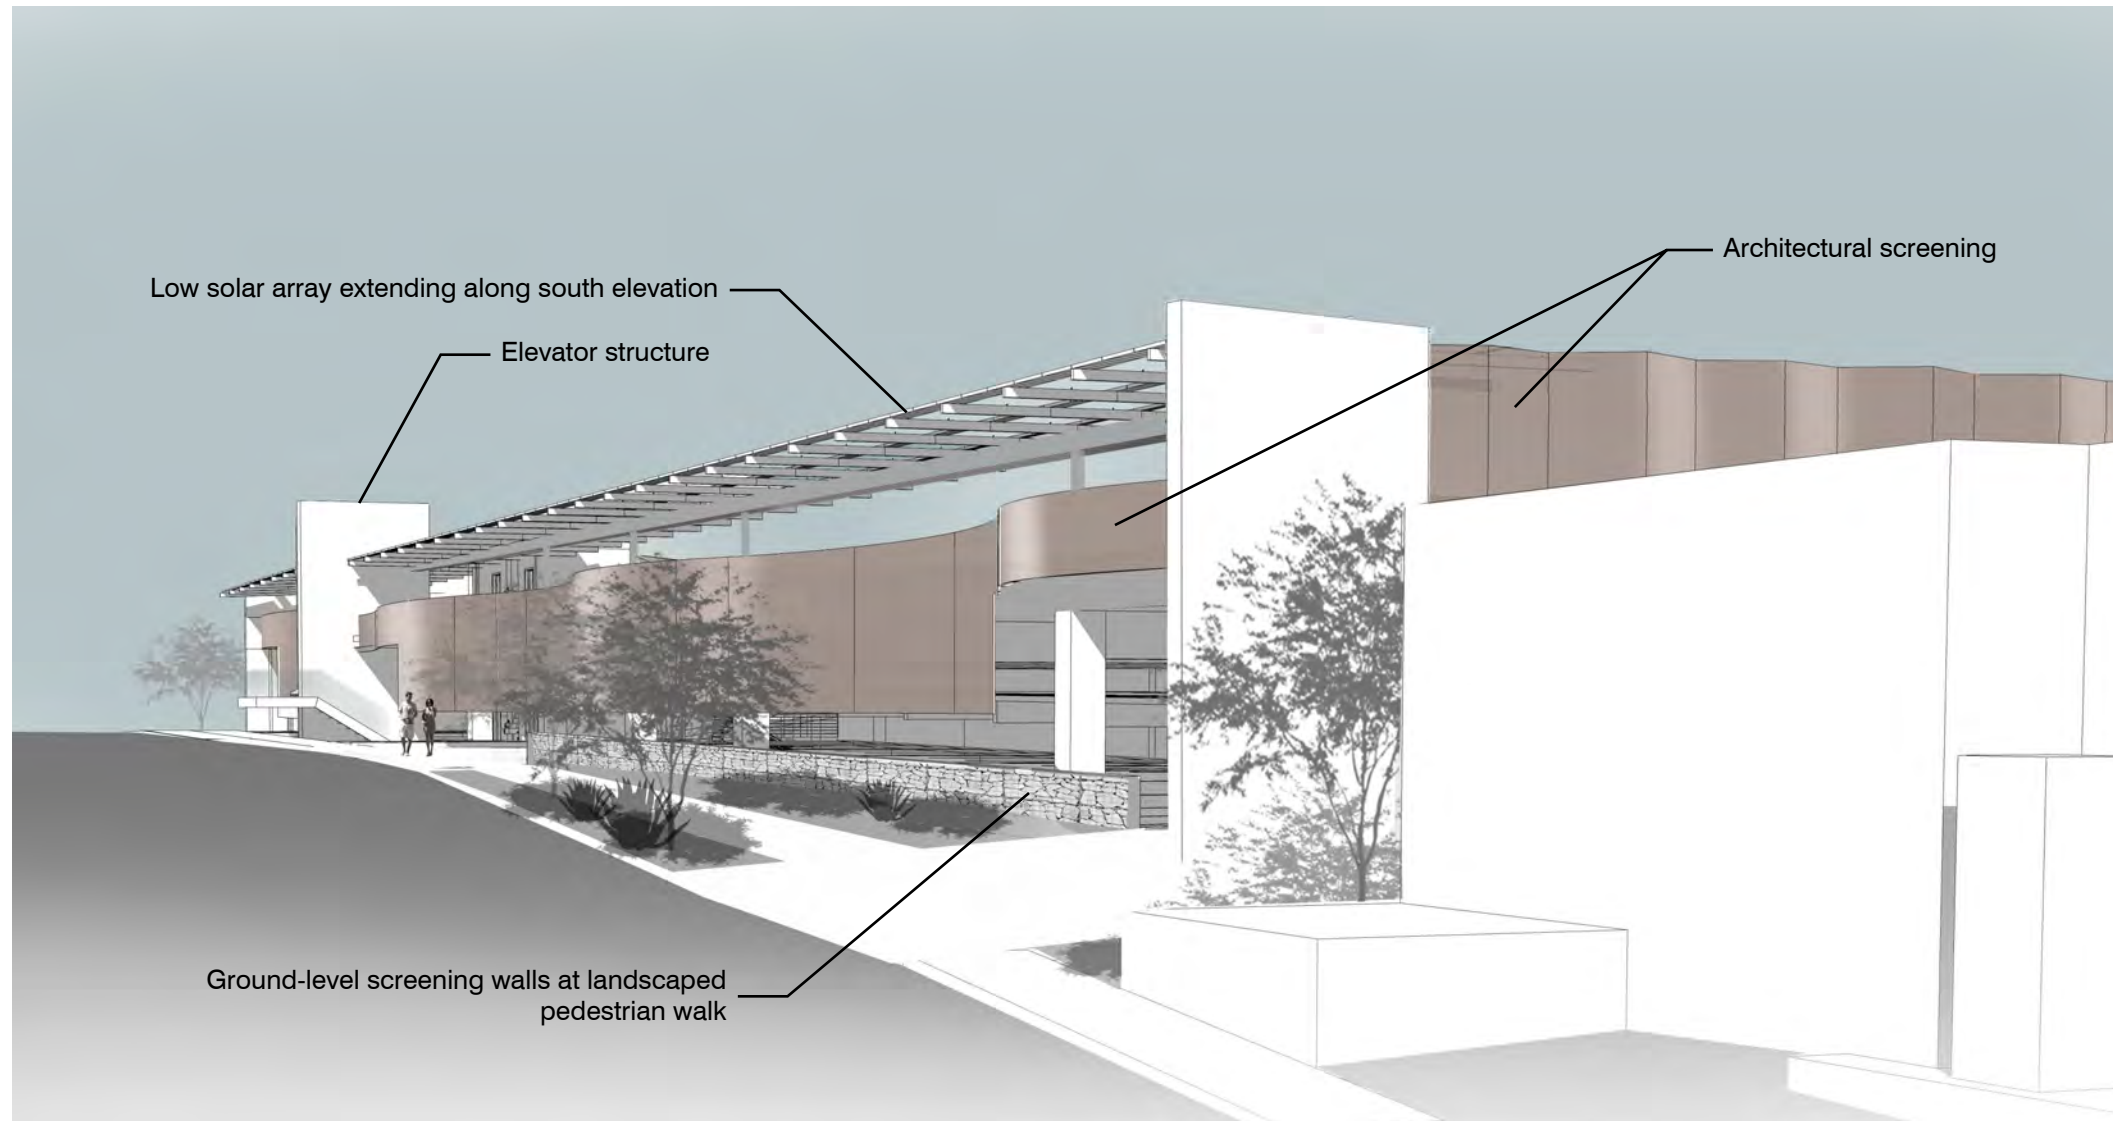 Architectural screening
Low solar array extending along south elevation
Elevator structure
Ground-level screening walls at landscaped
pedestrian walk